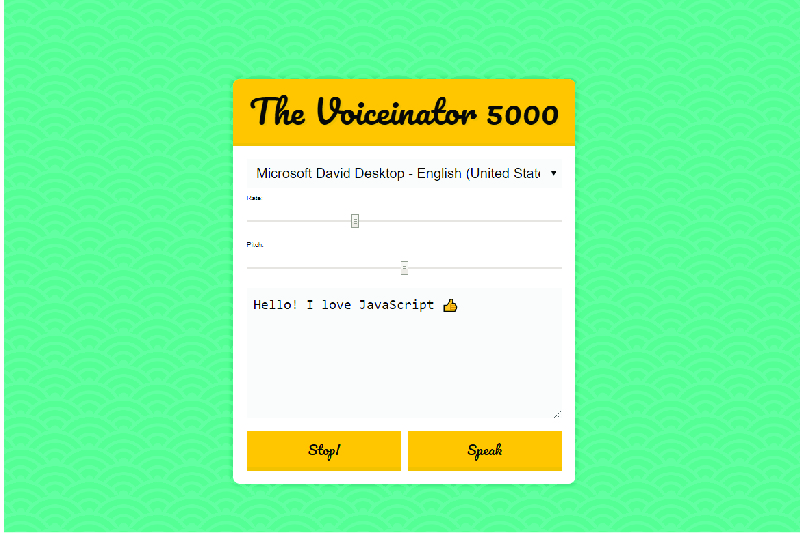 The Voiceinator 5000
Microsoft David Desktop - English (United State
Rate:
Pitch:
Hello! I love JavaScript 👍
Stop!
Speak